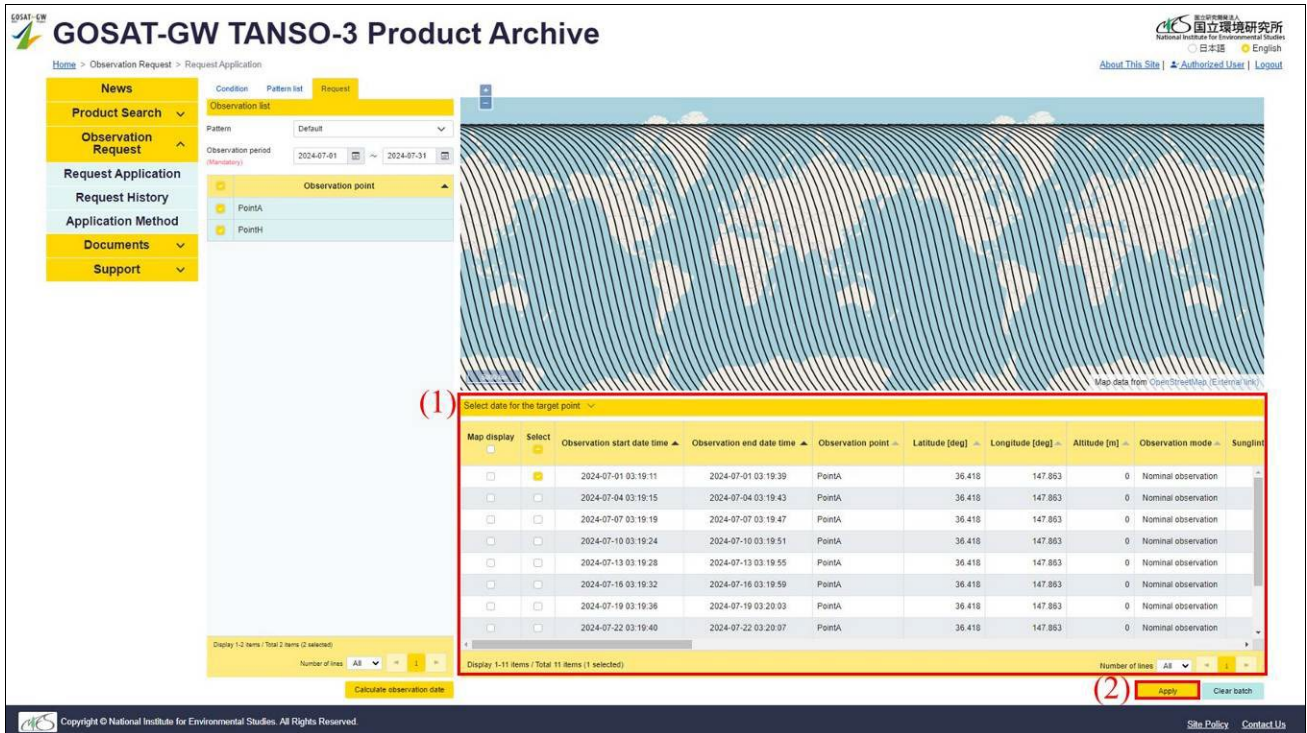 GOSAT-GW
GOSAT-GW TANSO-3 Product Archive
国立研究開発法人
国立環境研究所
National Institute for Environmental Studies
日本語 English
Home > Observation Request > Request Application
About This Site | Authorized User | Logout
News
Product Search
Observation Request
Request Application
Request History
Application Method
Documents
Support
Condition Pattern list Request
Observation list
Pattern Default
Observation period
(Mandatory)
2024-07-01 ~ 2024-07-31
Observation point
PointA
PointH
Display 1-2 items / Total 2 items (2 selected)
Number of lines All 1
Calculate observation date
+
−
Map data from OpenStreetMap (External link)
(1)
Select date for the target point
Map display Select Observation start date time Observation end date time Observation point Latitude [deg] Longitude [deg] Altitude [m] Observation mode Sunglint
2024-07-01 03:19:11 2024-07-01 03:19:39 PointA 36.418 147.863 0 Nominal observation
2024-07-04 03:19:15 2024-07-04 03:19:43 PointA 36.418 147.863 0 Nominal observation
2024-07-07 03:19:19 2024-07-07 03:19:47 PointA 36.418 147.863 0 Nominal observation
2024-07-10 03:19:24 2024-07-10 03:19:51 PointA 36.418 147.863 0 Nominal observation
2024-07-13 03:19:28 2024-07-13 03:19:55 PointA 36.418 147.863 0 Nominal observation
2024-07-16 03:19:32 2024-07-16 03:19:59 PointA 36.418 147.863 0 Nominal observation
2024-07-19 03:19:36 2024-07-19 03:20:03 PointA 36.418 147.863 0 Nominal observation
2024-07-22 03:19:40 2024-07-22 03:20:07 PointA 36.418 147.863 0 Nominal observation
Display 1-11 items / Total 11 items (1 selected)
Number of lines All 1
(2)
Apply Clear batch
Copyright © National Institute for Environmental Studies. All Rights Reserved.
Site Policy Contact Us